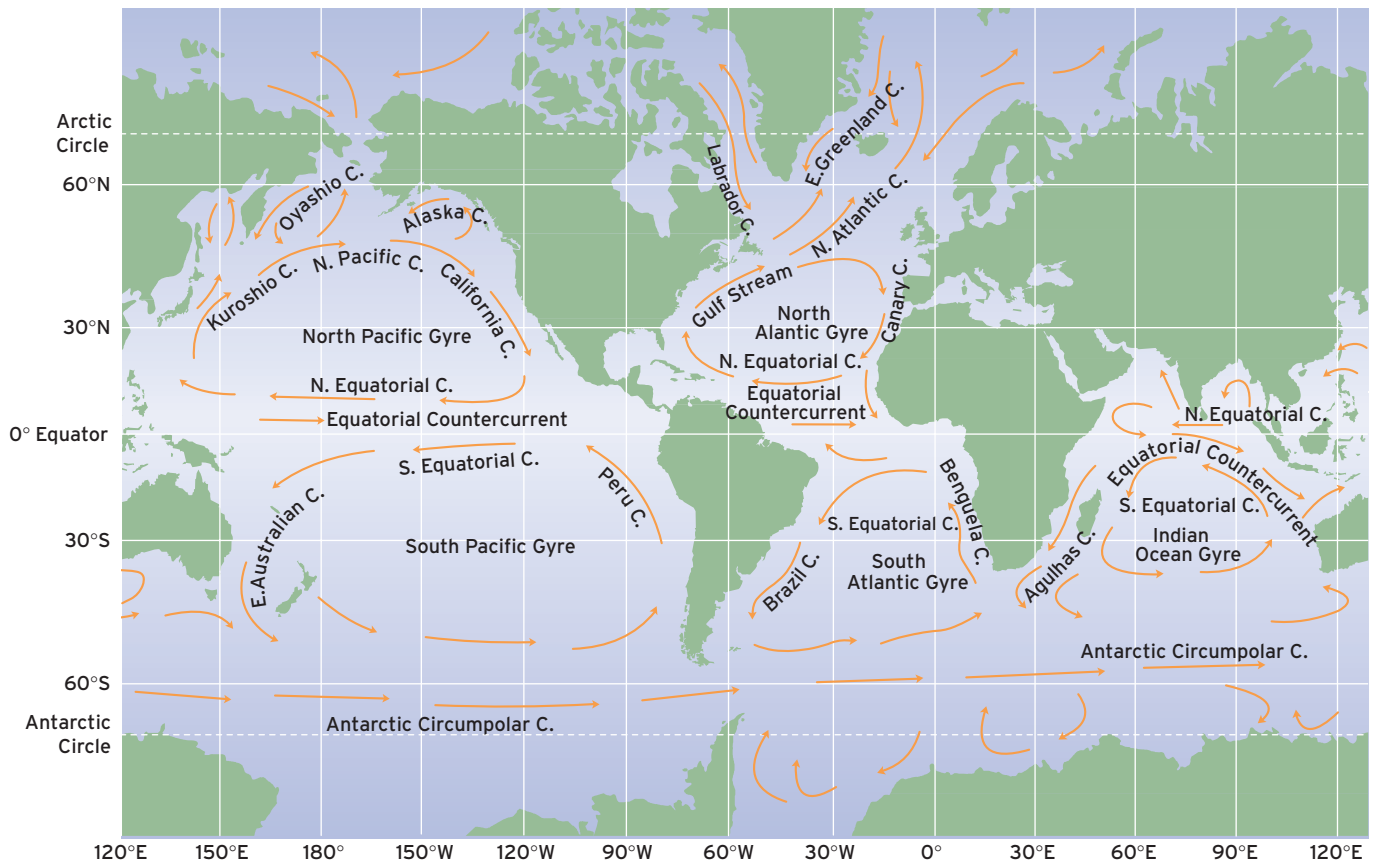 Arctic
Circle
60°N
30°N
0° Equator
30°S
60°S
Antarctic
Circle
Oyashio C.
Alaska C.
Kuroshio C.
N. Pacific C.
California C.
North Pacific Gyre
N. Equatorial C.
Equatorial Countercurrent
S. Equatorial C.
Peru C.
E.Australian C.
South Pacific Gyre
Antarctic Circumpolar C.
Labrador C.
E.Greenland C.
N. Atlantic C.
Gulf Stream
Canary C.
North
Alantic Gyre
N. Equatorial C.
Equatorial
Countercurrent
Benguela C.
S. Equatorial C.
South
Atlantic Gyre
Brazil C.
N. Equatorial C.
Equatorial Countercurrent
S. Equatorial C.
Indian
Ocean Gyre
Agulhas C.
Antarctic Circumpolar C.
120°E 150°E 180° 150°W 120°W 90°W 60°W 0° 30°E 60°E 90°E 120°E